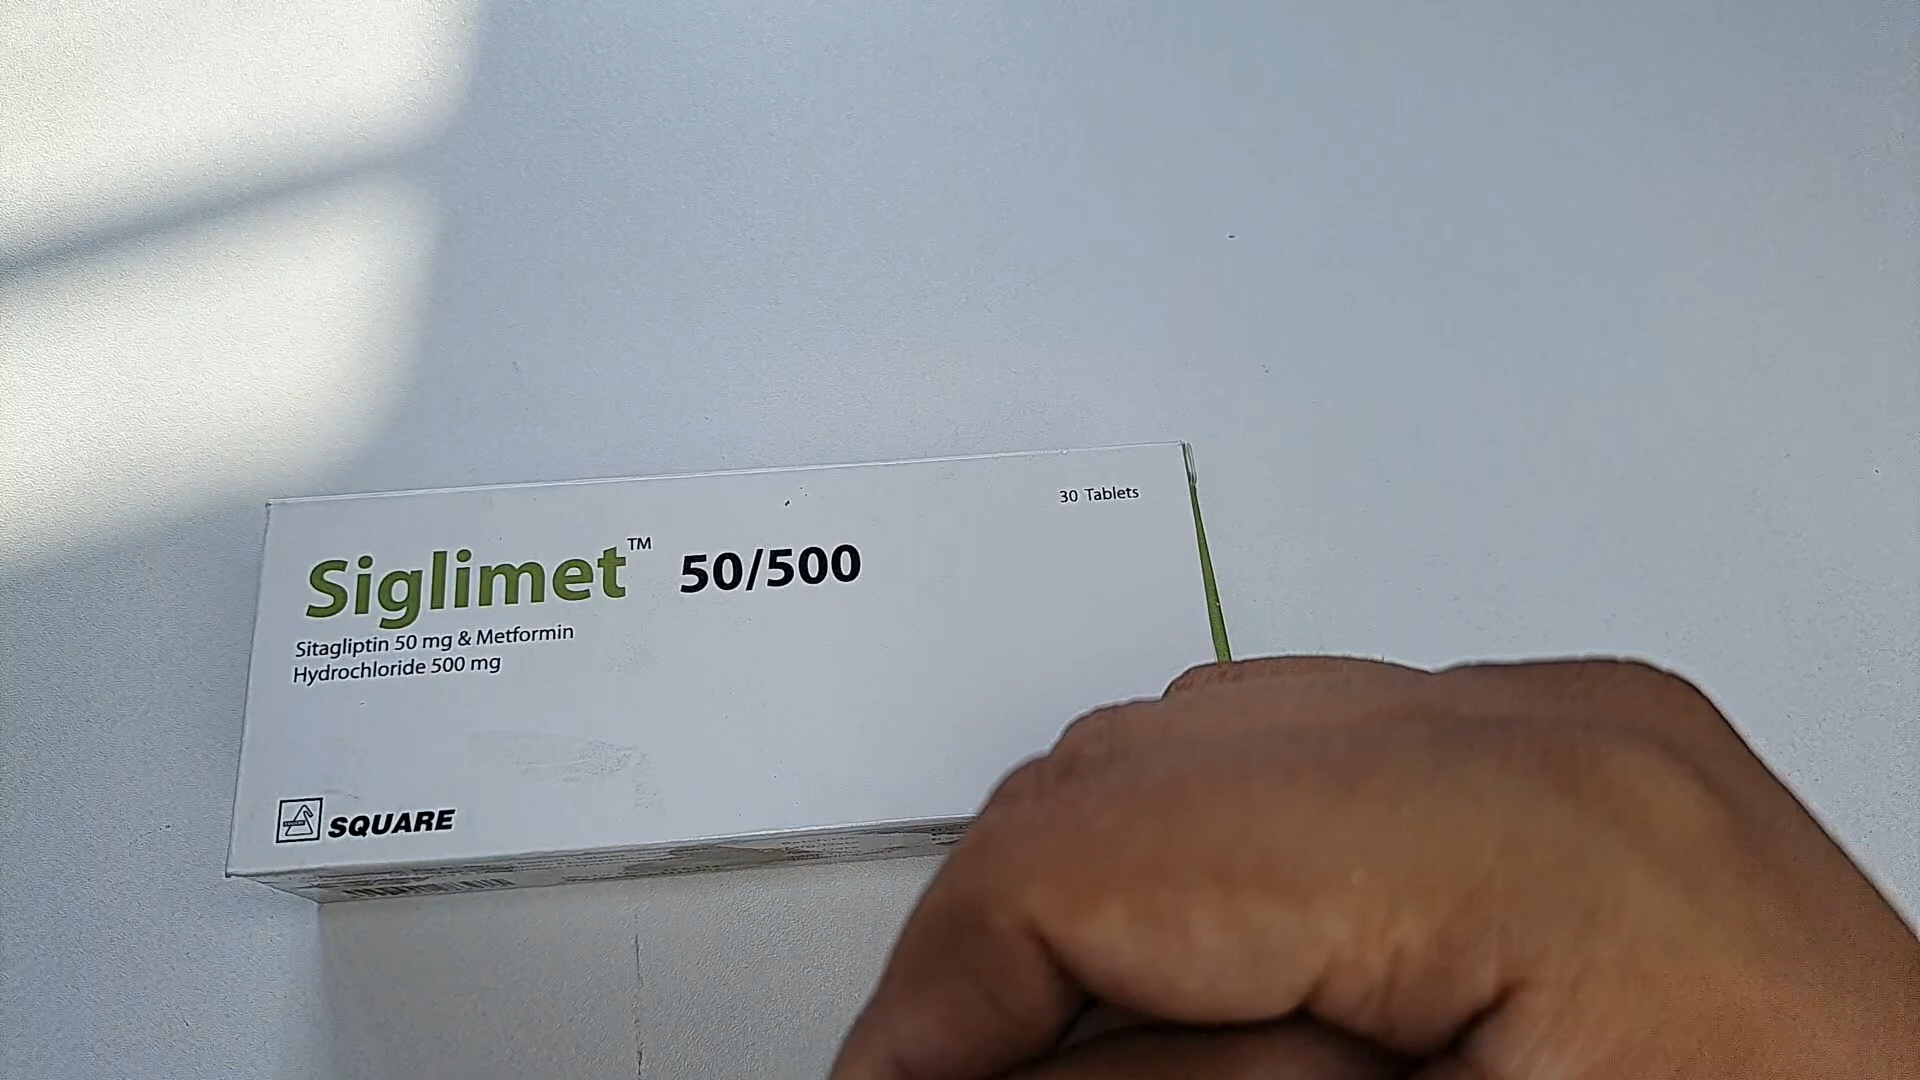 30 Tablets
Siglimet™ 50/500
Sitagliptin 50 mg & Metformin
Hydrochloride 500 mg
SQUARE